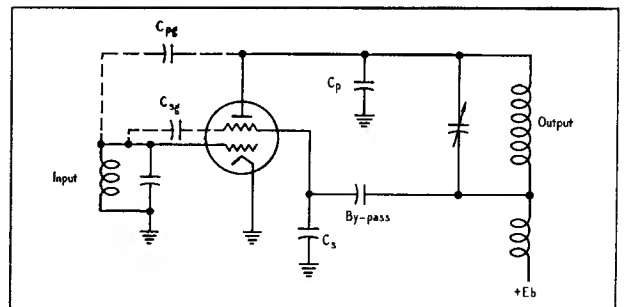 Cpg
Cp
Csg
Output
Input
By-pass
Cs
+Eb